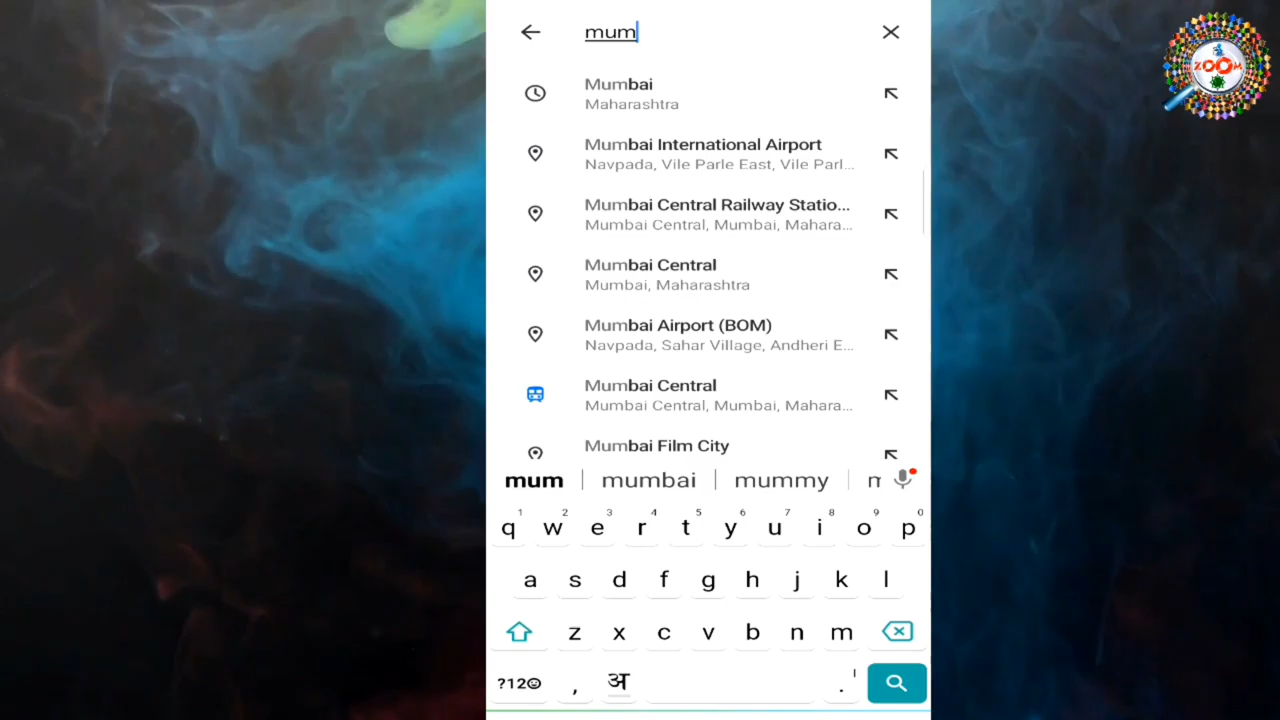 mum
Mumbai
Maharashtra
Mumbai International Airport
Navpada, Vile Parle East, Vile Parl...
Mumbai Central Railway Statio...
Mumbai Central, Mumbai, Mahara...
Mumbai Central
Mumbai, Maharashtra
Mumbai Airport (BOM)
Navpada, Sahar Village, Andheri E...
Mumbai Central
Mumbai Central, Mumbai, Mahara...
Mumbai Film City
mum | mumbai | mummy | m
1 2 3 4 5 6 7 8 9 0
q w e r t y u i o p
a s d f g h j k l
z x c v b n m
?12☺ , अ . '
ZOOM